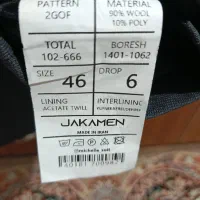 PATTERN MATERIAL
2GOF 90% WOOL
10% POLY
TOTAL BORESH
102-666 1401-1062
SIZE 46 DROP 6
LINING INTERLINING
ACETATE TWILL
JAKAMEN
MADE IN IRAN